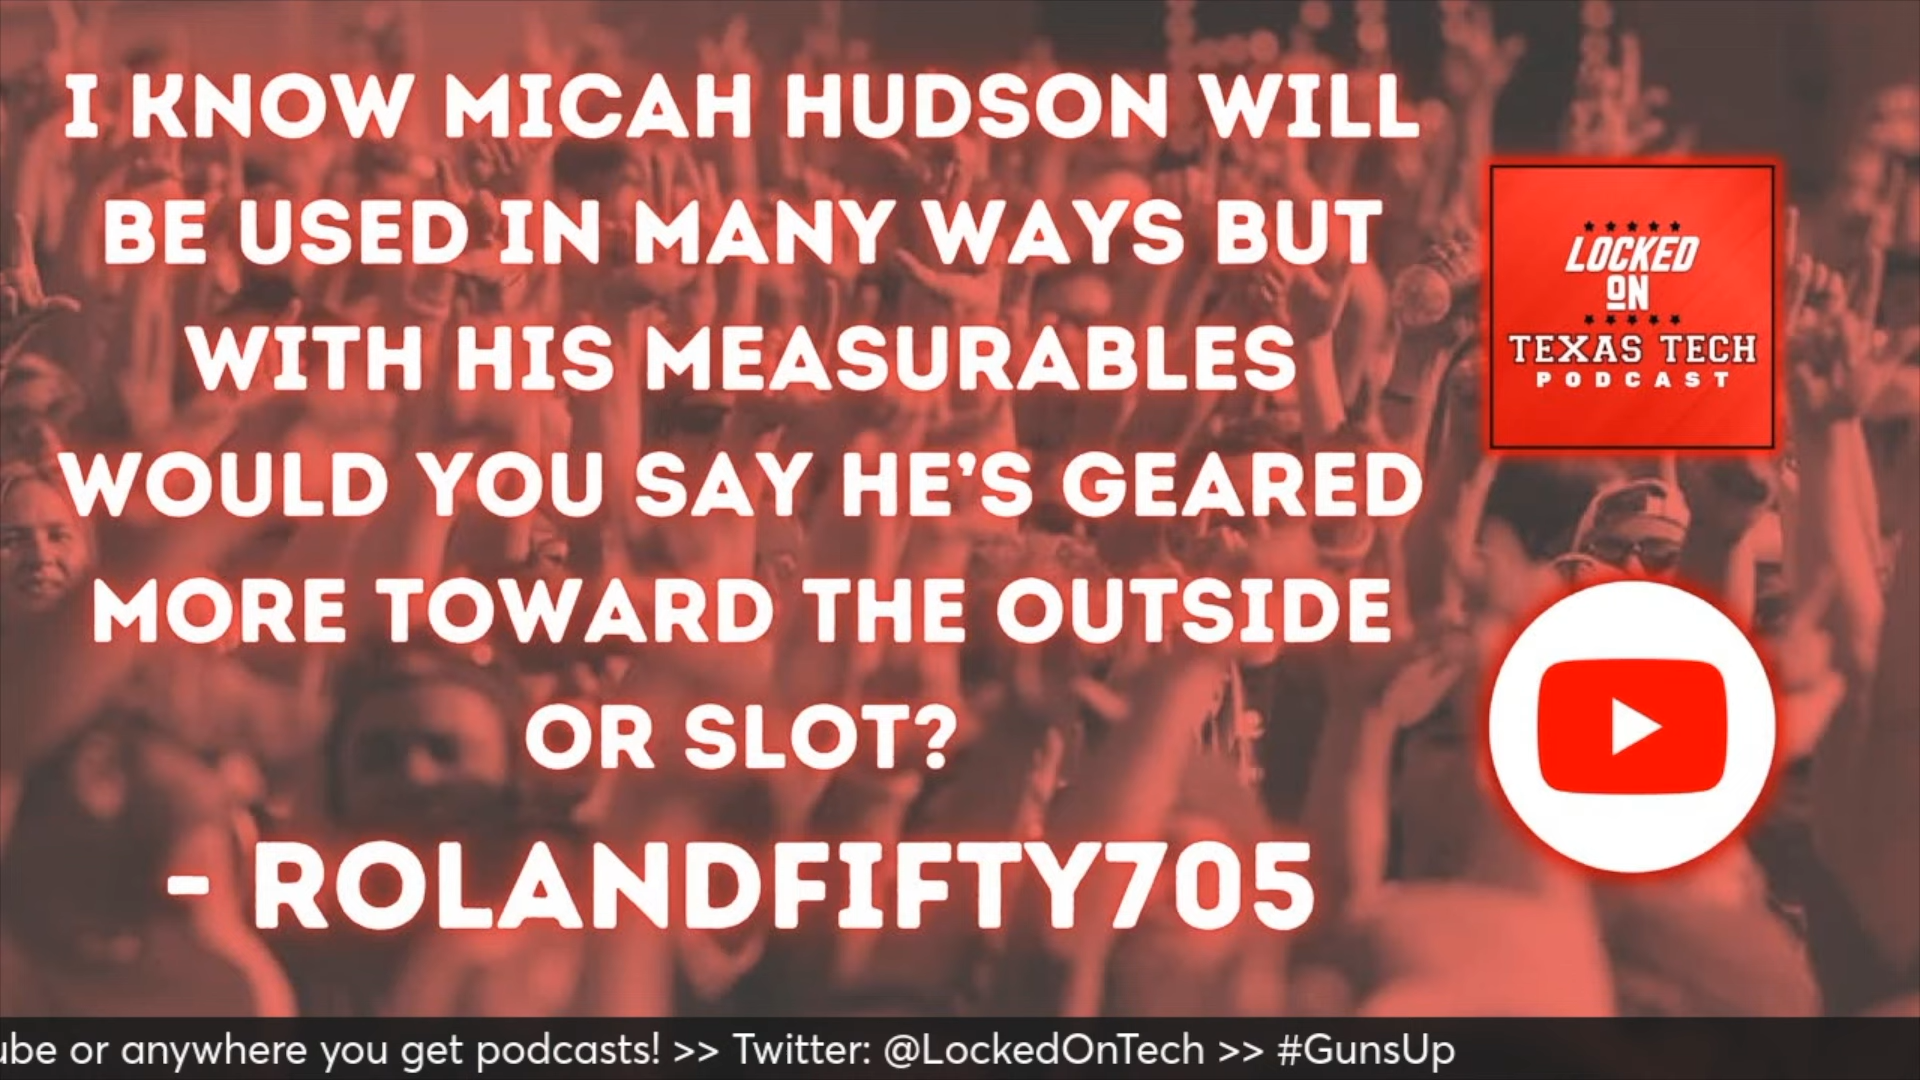 I KNOW MICAH HUDSON WILL
BE USED IN MANY WAYS BUT
WITH HIS MEASURABLES
WOULD YOU SAY HE'S GEARED
MORE TOWARD THE OUTSIDE
OR SLOT?
- ROLANDFIFTY705
LOCKED
ON
TEXAS TECH
PODCAST
ube or anywhere you get podcasts! >> Twitter: @LockedOnTech >> #GunsUp